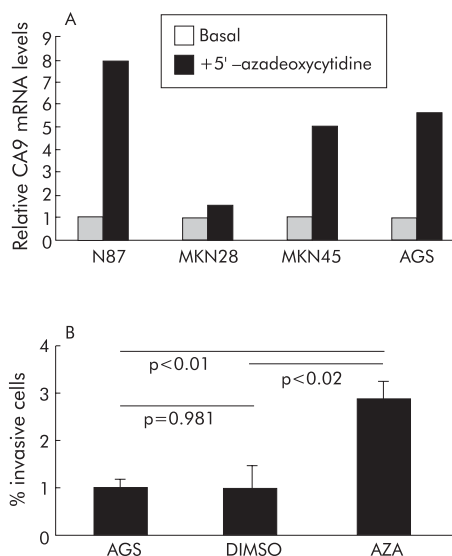 A
Basal
+5' –azadeoxycytidine
Relative CA9 mRNA levels
9
8
7
6
5
4
2
1
0
N87
MKN28
MKN45
AGS
B
% invasive cells
4
3
2
1
0
p<0.01
p<0.02
p=0.981
AGS
DIMSO
AZA